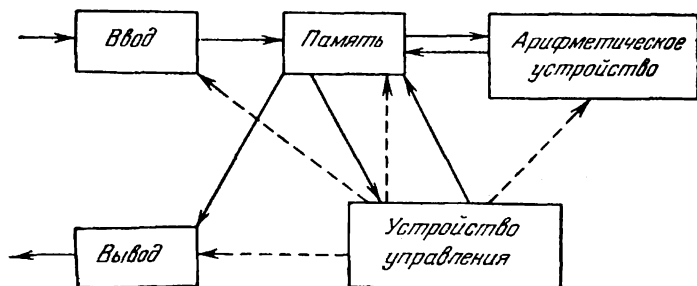 Ввод
Память
Арифметическое
устройство
Вывод
Устройство
управления